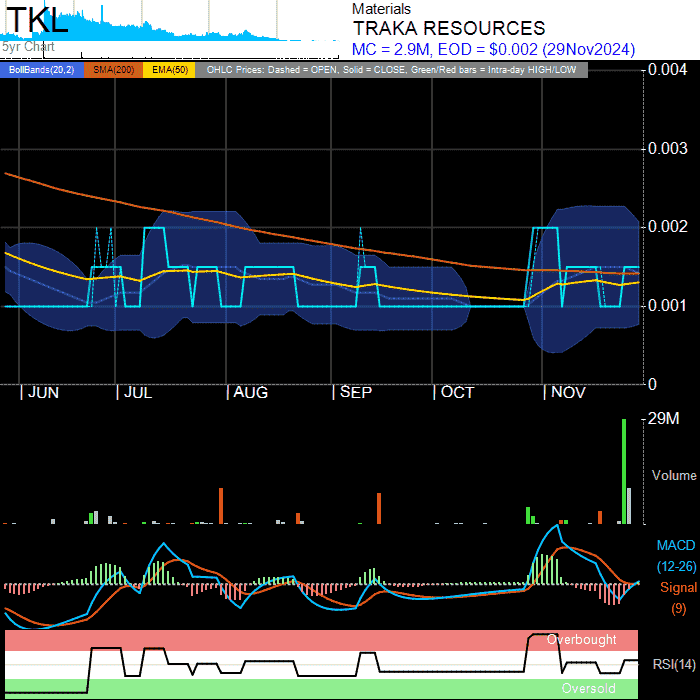 TKL
5yr Chart
Materials
TRAKA RESOURCES
MC = 2.9M, EOD = $0.002 (29Nov2024)
BollBands(20,2) SMA(200) EMA(50) OHLC Prices: Dashed = OPEN, Solid = CLOSE, Green/Red bars = Intra-day HIGH/LOW
0.004
0.003
0.002
0.001
0
JUN JUL AUG SEP OCT NOV
29M
Volume
MACD
(12-26)
Signal
(9)
Overbought
RSI(14)
Oversold